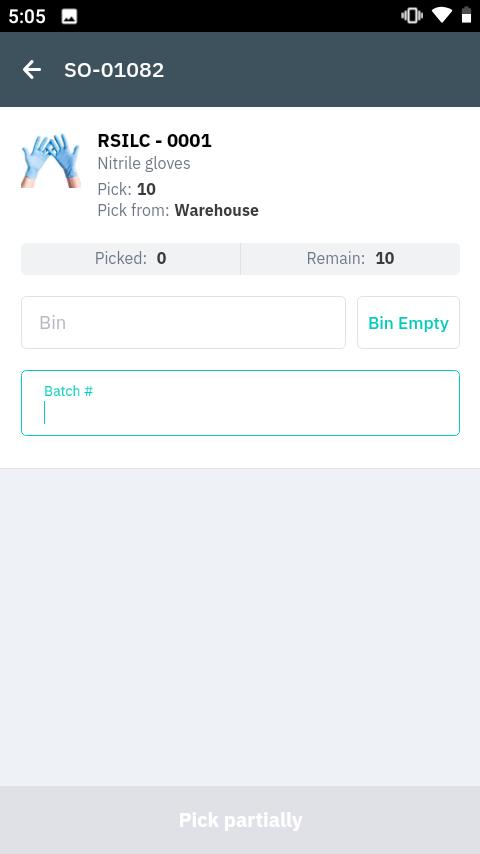 5:05
SO-01082
RSILC - 0001
Nitrile gloves
Pick: 10
Pick from: Warehouse
Picked: 0 Remain: 10
Bin Bin Empty
Batch #
Pick partially